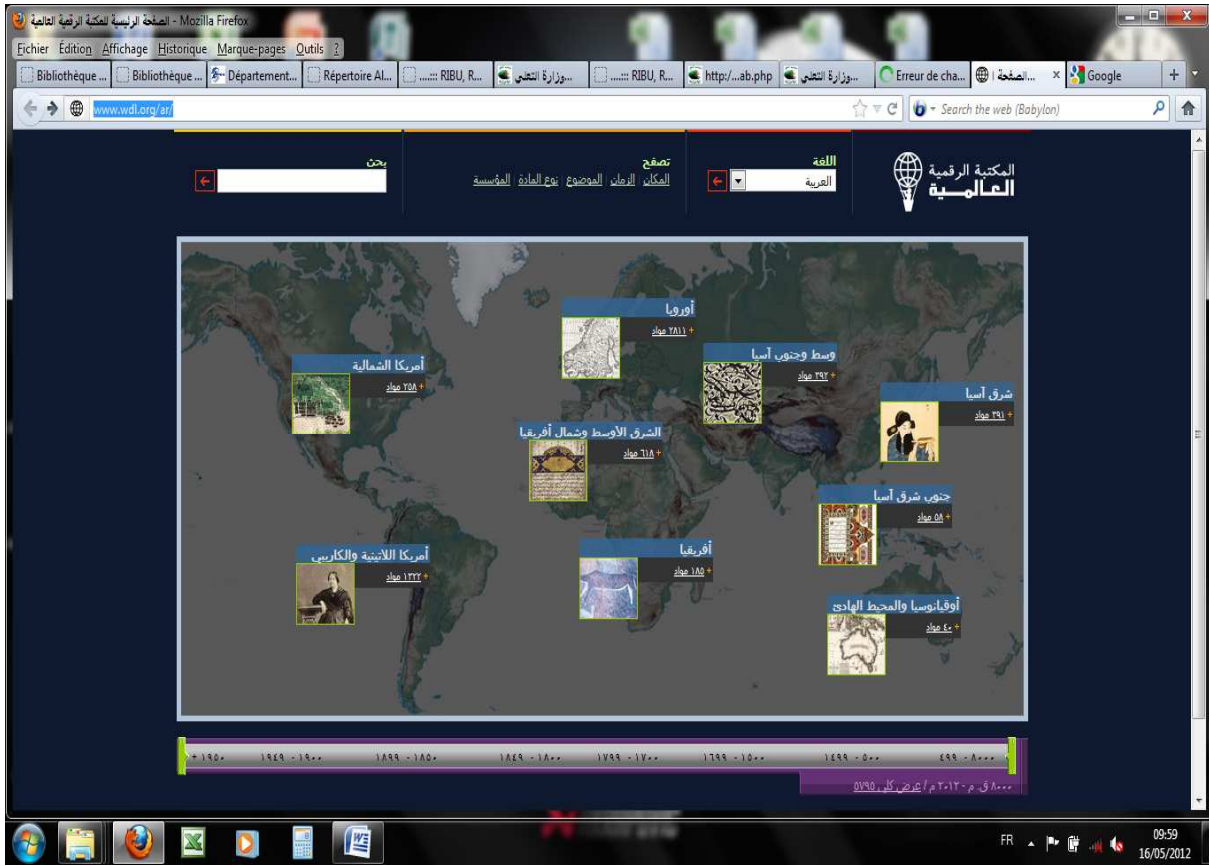 الصفحة الرئيسية للمكتبة الرقمية العالمية - Mozilla Firefox
Fichier Édition Affichage Historique Marque-pages Outils ?
Bibliothèque ... Bibliothèque ... Département... Répertoire Al... ....::: RIBU, R... وزارة التعلي... ....::: RIBU, R... http:/...ab.php وزارة التعلي... Erreur de cha... الصفحة ا... x Google +
www.wdl.org/ar/ Search the web (Babylon)
المكتبة الرقمية
العالمية
اللغة
العربية
تصفح
المكان الزمان الموضوع نوع المادة المؤسسة
بحث
أوروبا
+ ٢٨١١ مواد
وسط وجنوب آسيا
+ ٣٩٢ مواد
أمريكا الشمالية
+ ٢٥٨ مواد
شرق آسيا
+ ٣٩١ مواد
الشرق الأوسط وشمال أفريقيا
+ ٦١٨ مواد
جنوب شرق آسيا
+ ٥٨ مواد
أفريقيا
+ ١٨٥ مواد
أمريكا اللاتينية والكاريبي
+ ١٣٢٢ مواد
أوقيانوسيا والمحيط الهادئ
+ ٤٠ مواد
٨٠٠٠ - ٤٩٩ ٥٠٠ - ١٤٩٩ ١٥٠٠ - ١٦٩٩ ١٧٠٠ - ١٧٩٩ ١٨٠٠ - ١٨٤٩ ١٨٥٠ - ١٨٩٩ ١٩٠٠ - ١٩٤٩ ١٩٥٠ +
٨٠٠٠ ق. م - ٢٠١٢ م / عرض كلي ٥٧٩٥
FR 09:59
16/05/2012